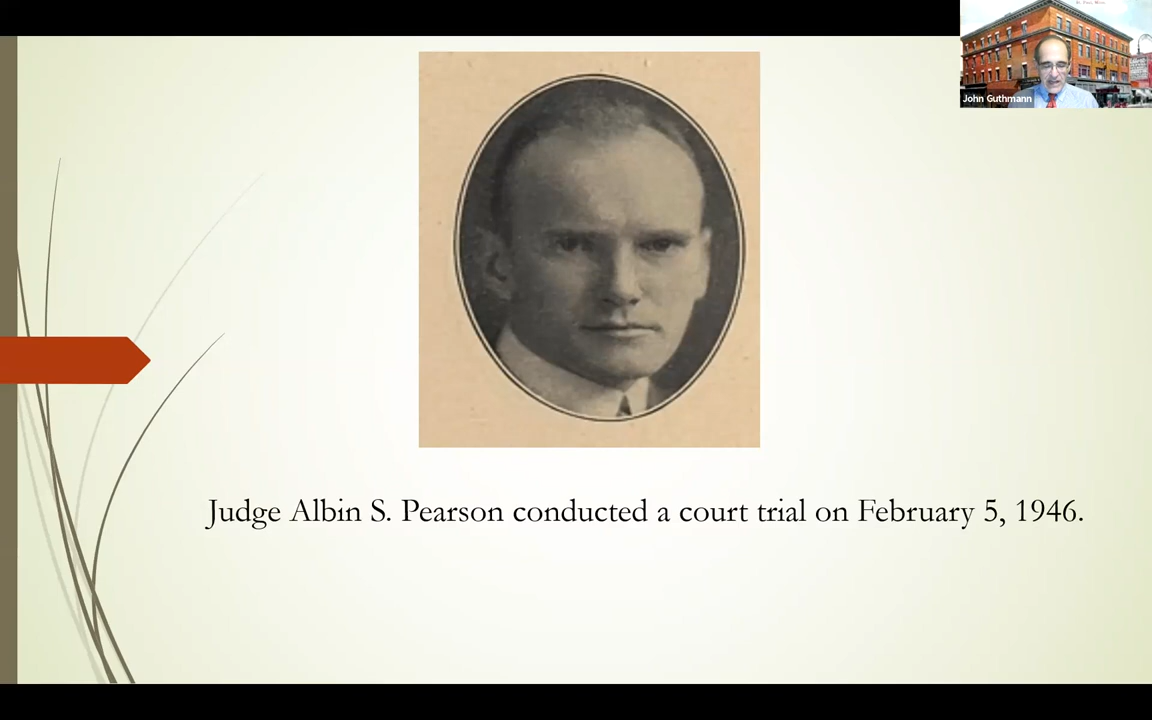 John Guthmann
Judge Albin S. Pearson conducted a court trial on February 5, 1946.